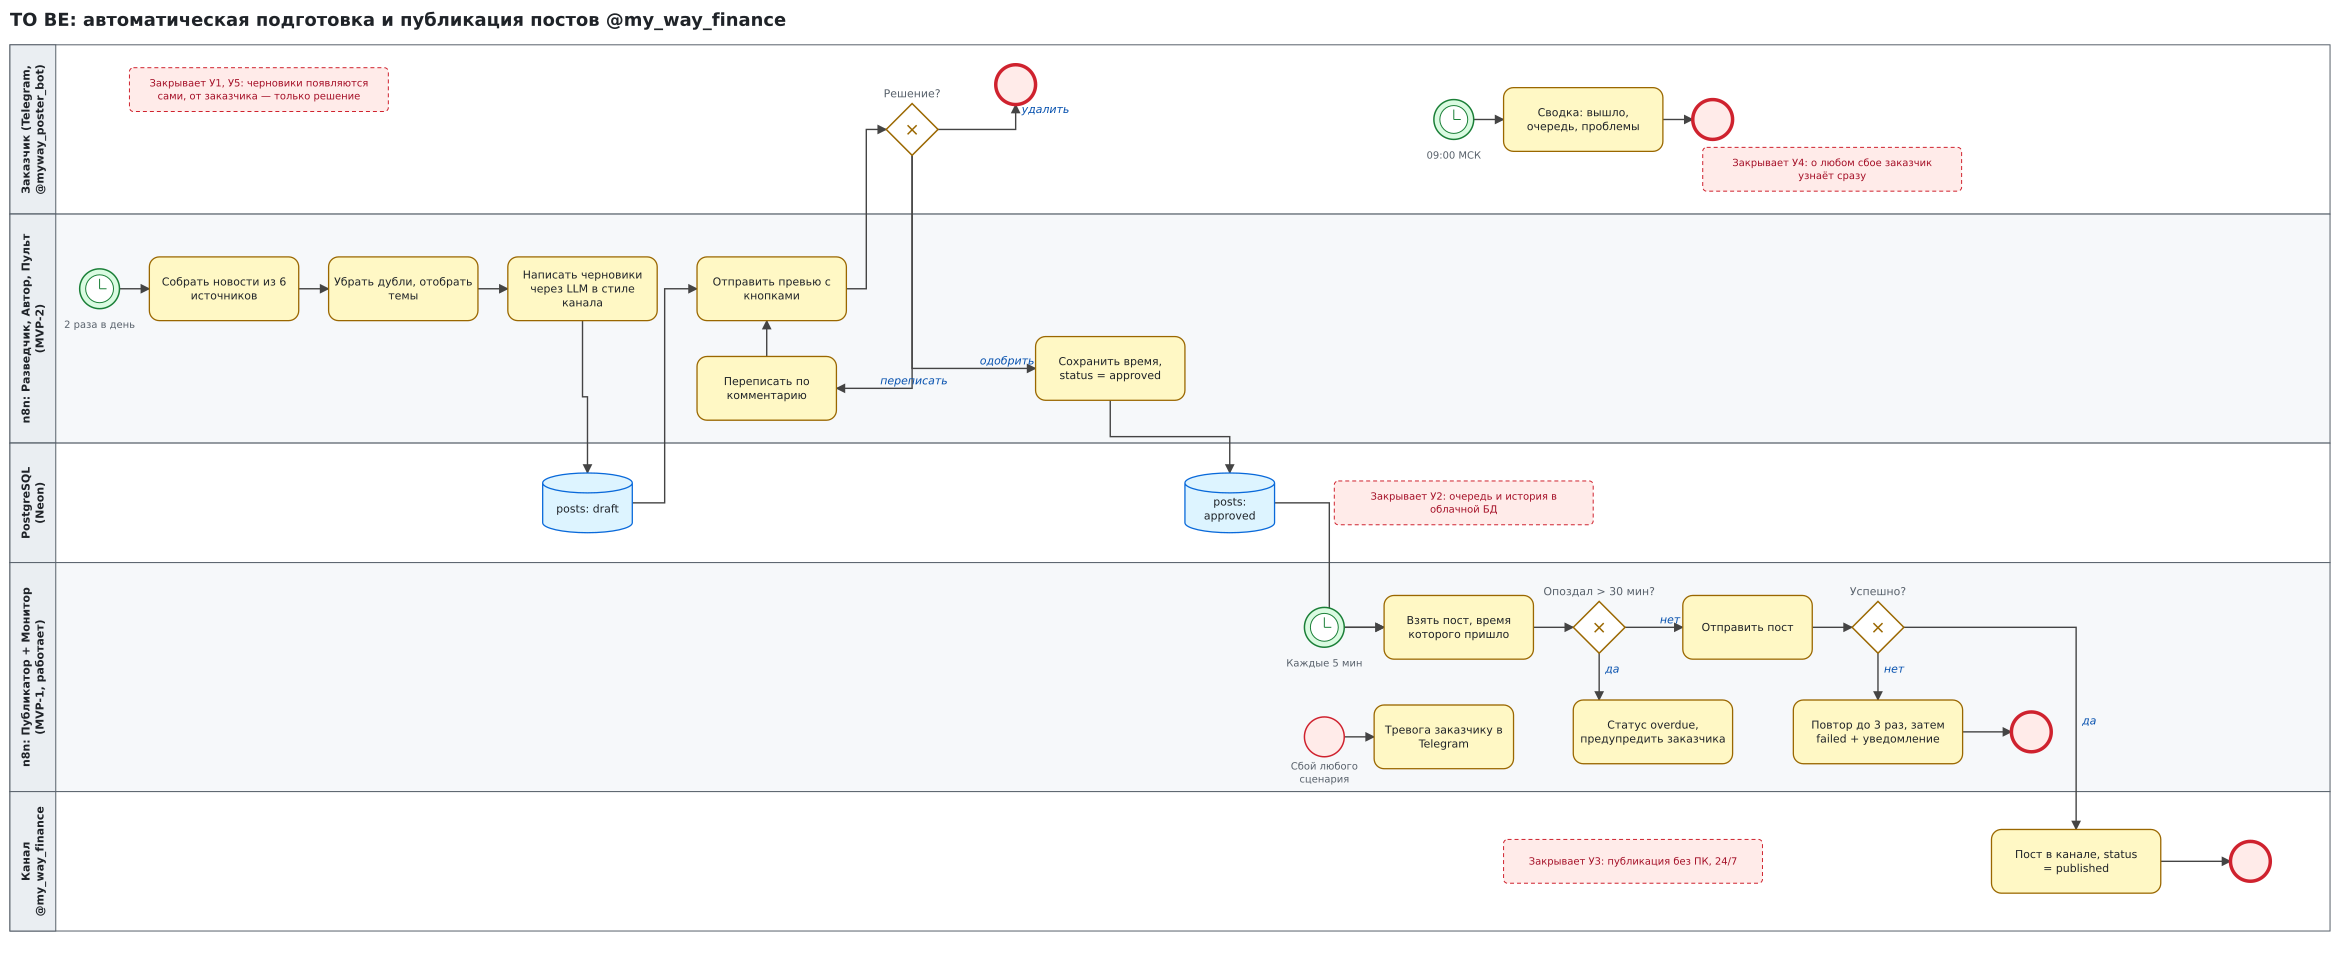 TO BE: автоматическая подготовка и публикация постов @my_way_finance
Заказчик (Telegram,
@myway_poster_bot)
Закрывает У1, У5: черновики появляются
сами, от заказчика — только решение
Решение?
удалить
09:00 МСК
Сводка: вышло,
очередь, проблемы
Закрывает У4: о любом сбое заказчик
узнаёт сразу
n8n: Разведчик, Автор, Пульт
(MVP-2)
2 раза в день
Собрать новости из 6
источников
Убрать дубли, отобрать
темы
Написать черновики
через LLM в стиле
канала
Отправить превью с
кнопками
Переписать по
комментарию
переписать
одобрить
Сохранить время,
status = approved
PostgreSQL
(Neon)
posts: draft
posts:
approved
Закрывает У2: очередь и история в
облачной БД
n8n: Публикатор + Монитор
(MVP-1, работает)
Каждые 5 мин
Взять пост, время
которого пришло
Опоздал > 30 мин?
нет
да
Отправить пост
Успешно?
нет
да
Сбой любого
сценария
Тревога заказчику в
Telegram
Статус overdue,
предупредить заказчика
Повтор до 3 раз, затем
failed + уведомление
Канал
@my_way_finance
Закрывает У3: публикация без ПК, 24/7
Пост в канале, status
= published